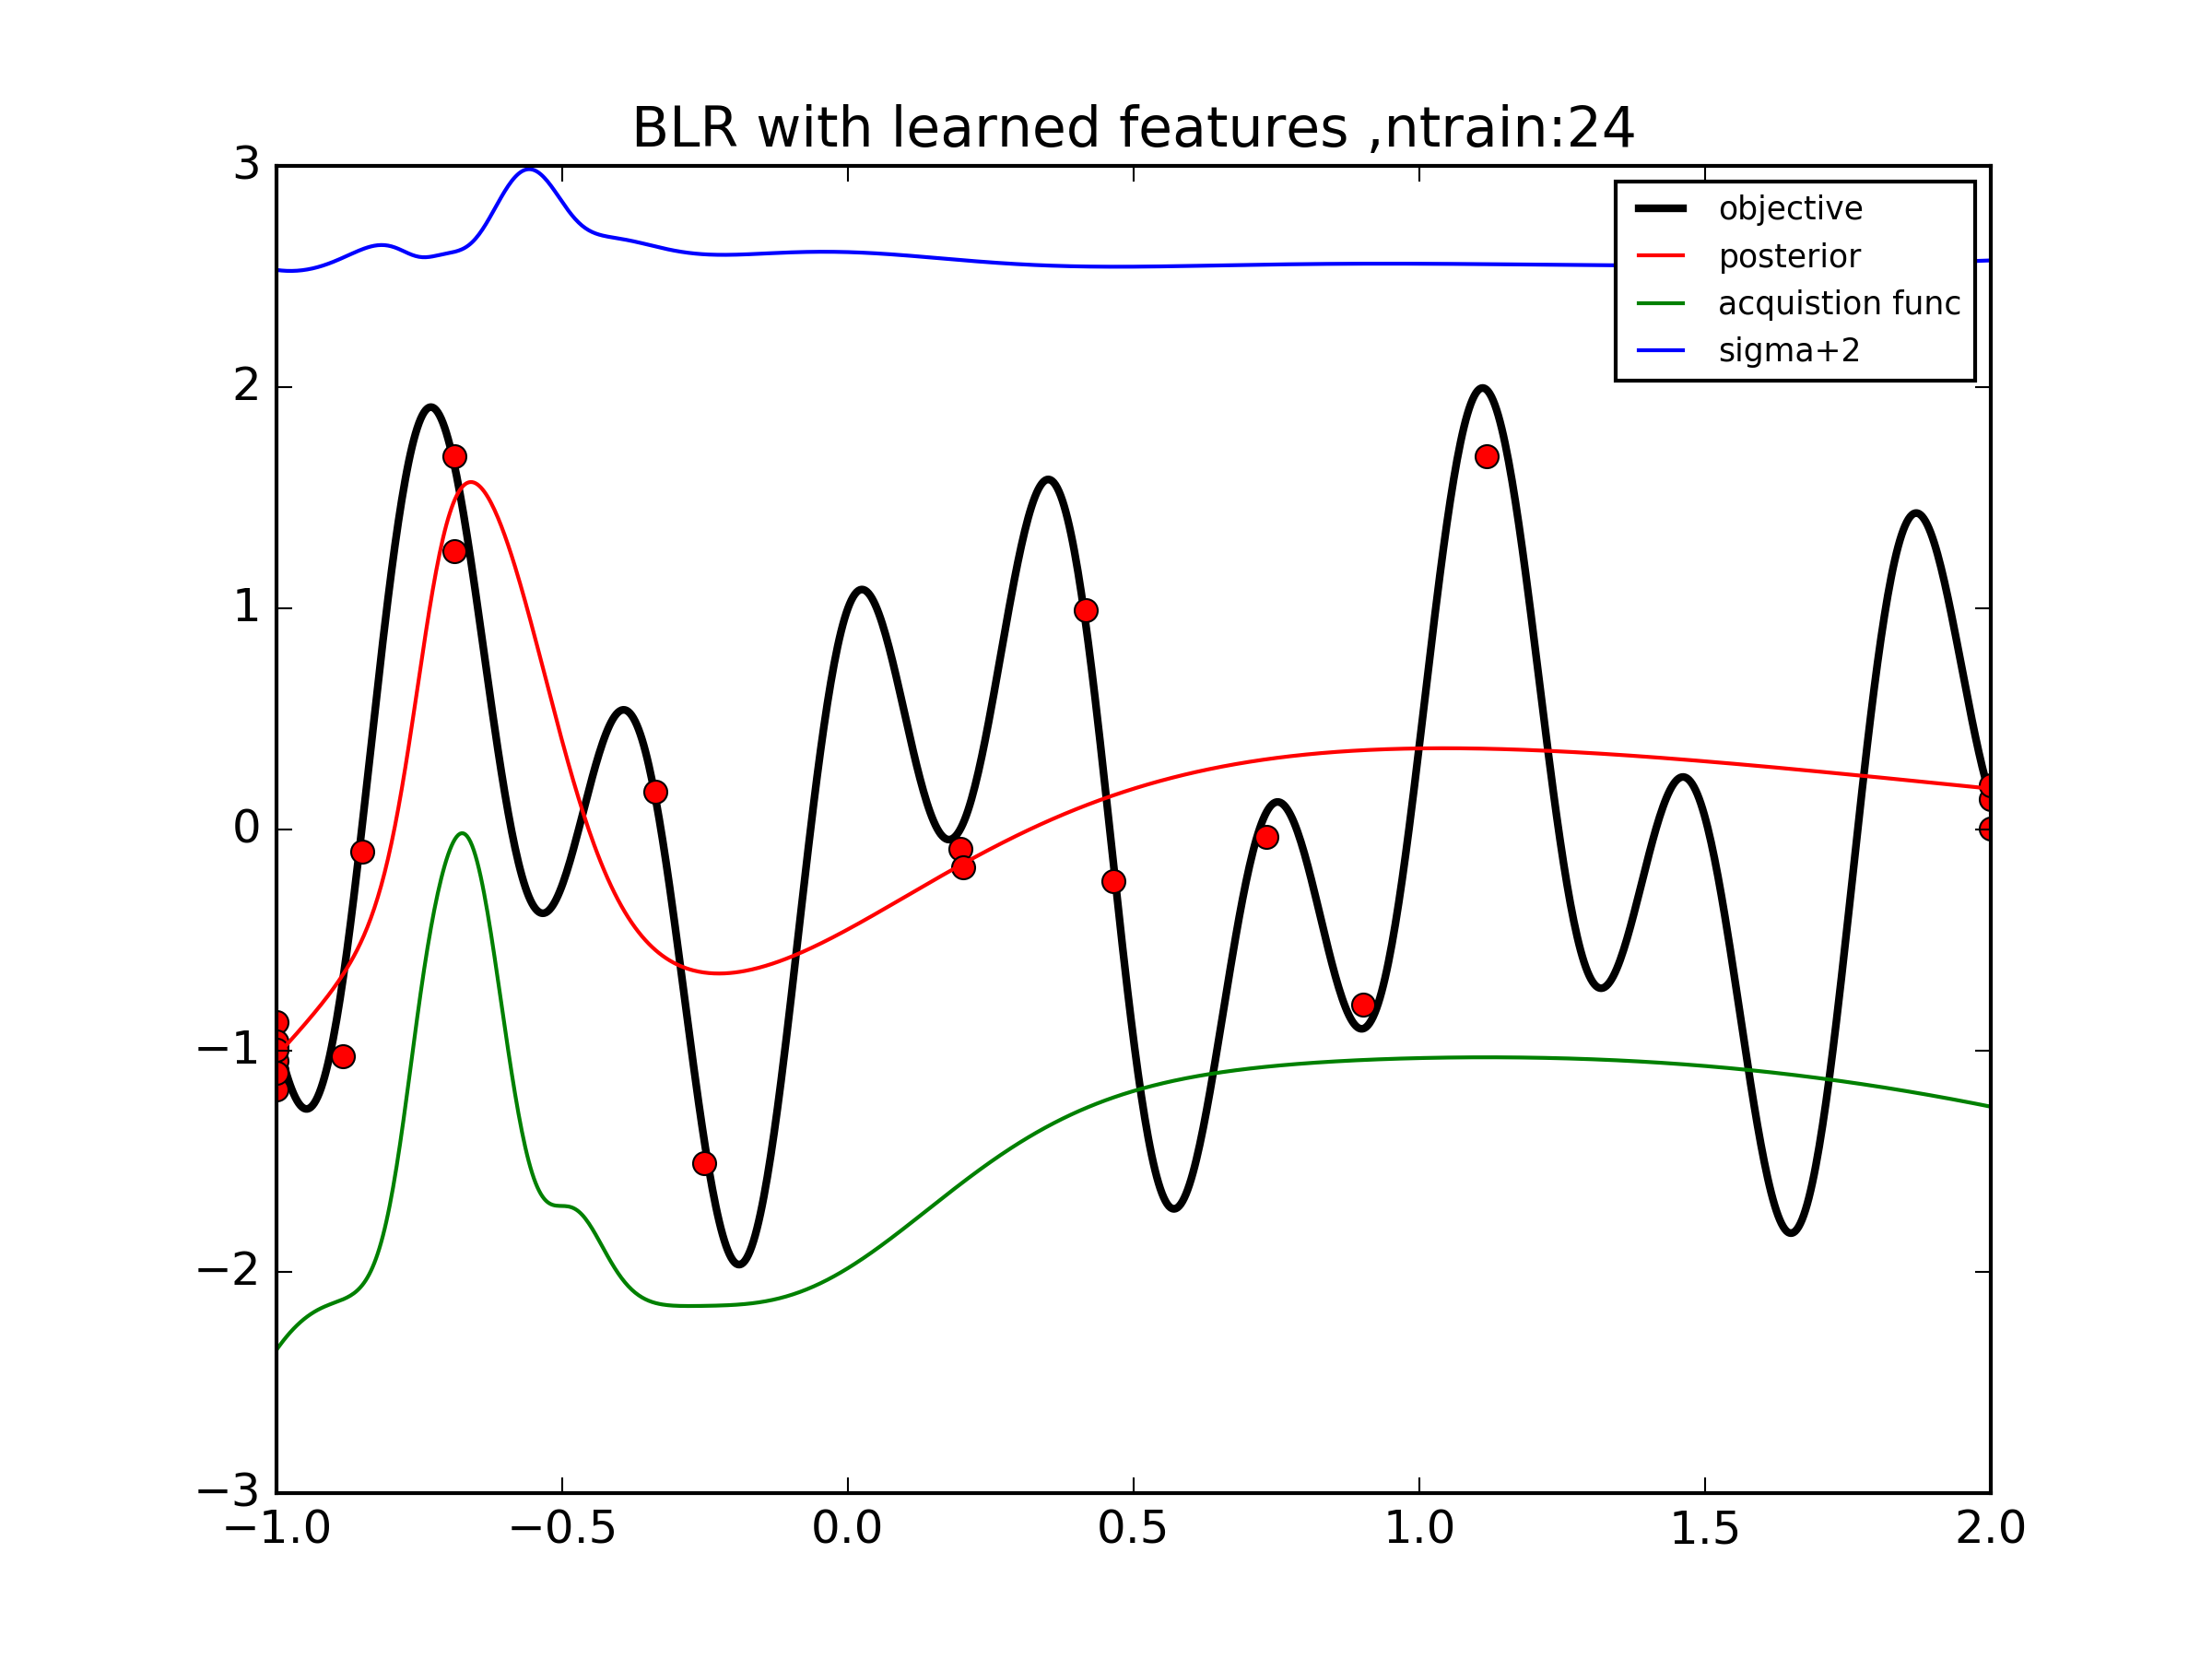 BLR with learned features ,ntrain:24
3
2
1
0
−1
−2
−3
objective
posterior
acquistion func
sigma+2
−1.0 −0.5 0.0 0.5 1.0 1.5 2.0